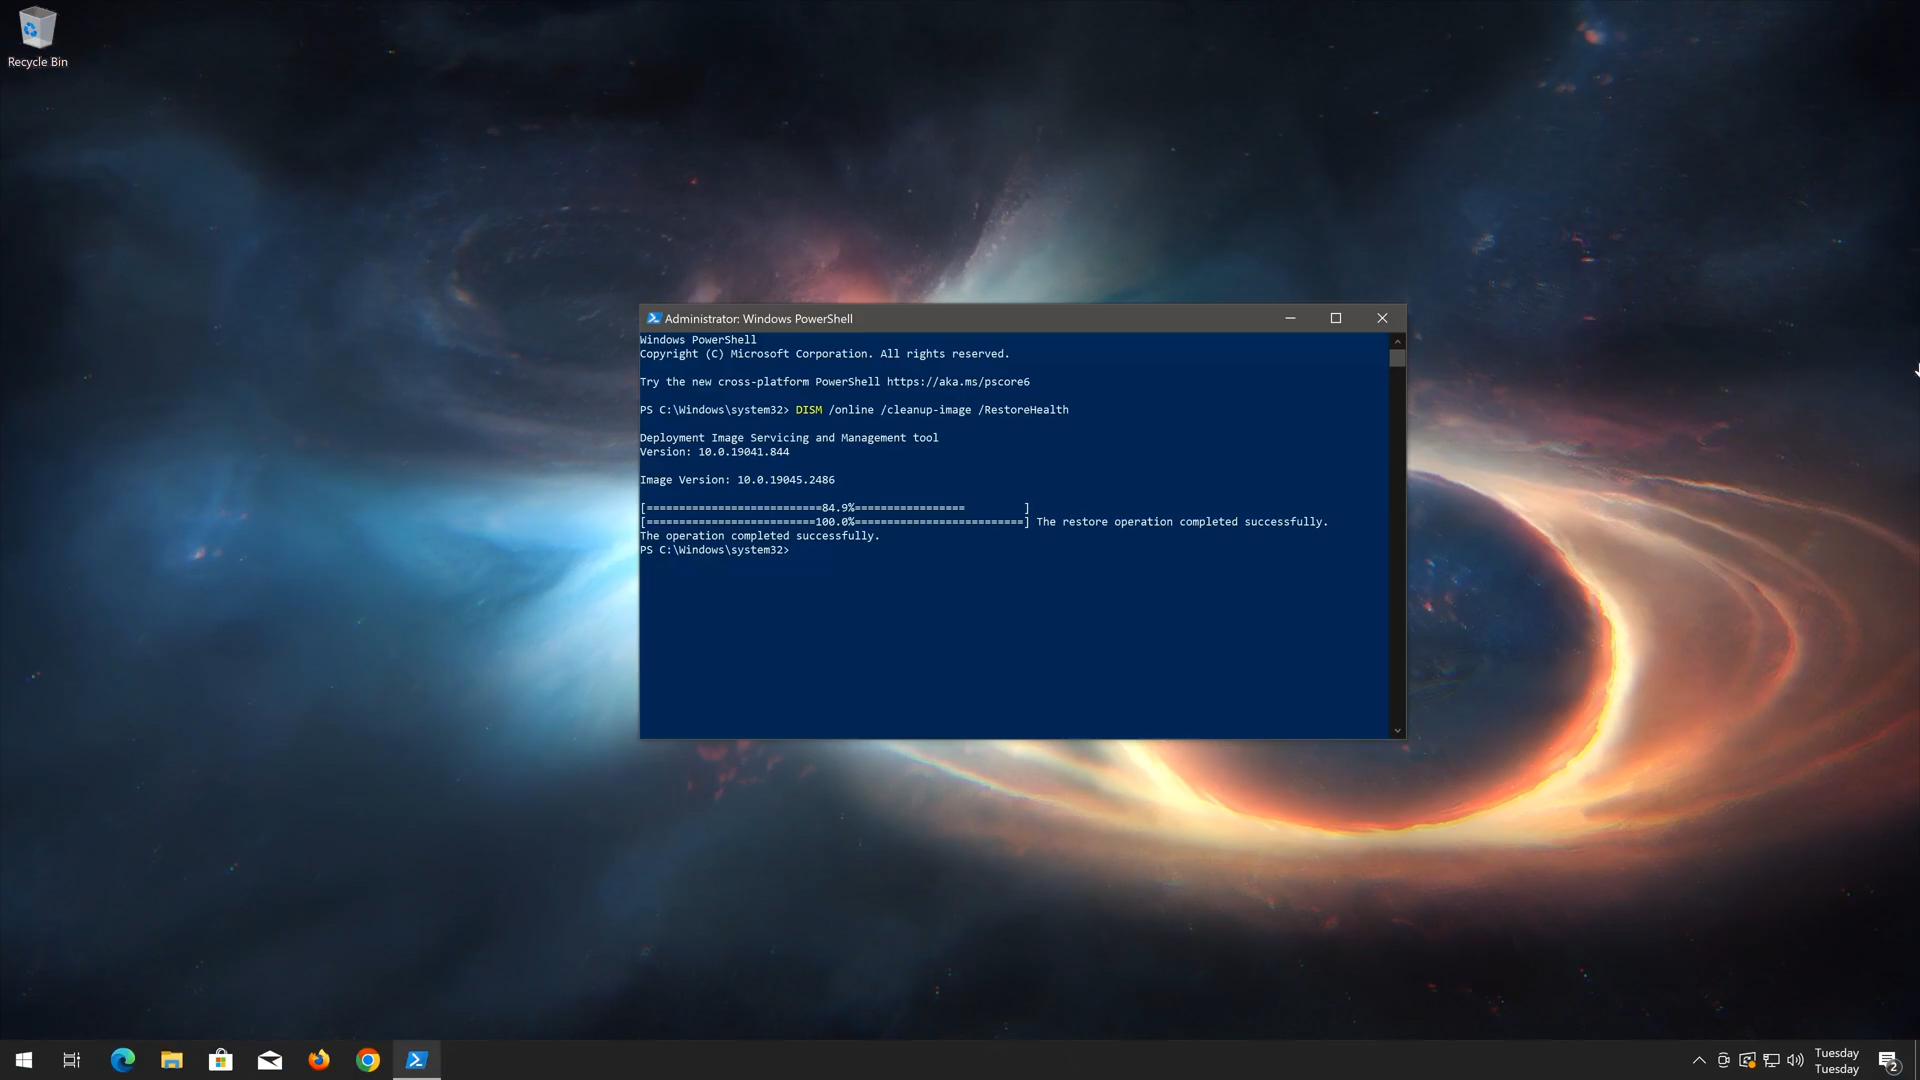 Recycle Bin
Administrator: Windows PowerShell
Windows PowerShell
Copyright (C) Microsoft Corporation. All rights reserved.
Try the new cross-platform PowerShell https://aka.ms/pscore6
PS C:\Windows\system32> DISM /online /cleanup-image /RestoreHealth
Deployment Image Servicing and Management tool
Version: 10.0.19041.844
Image Version: 10.0.19045.2486
[===========================84.9%=================         ]
[==========================100.0%==========================] The restore operation completed successfully.
The operation completed successfully.
PS C:\Windows\system32>
Tuesday
Tuesday
2